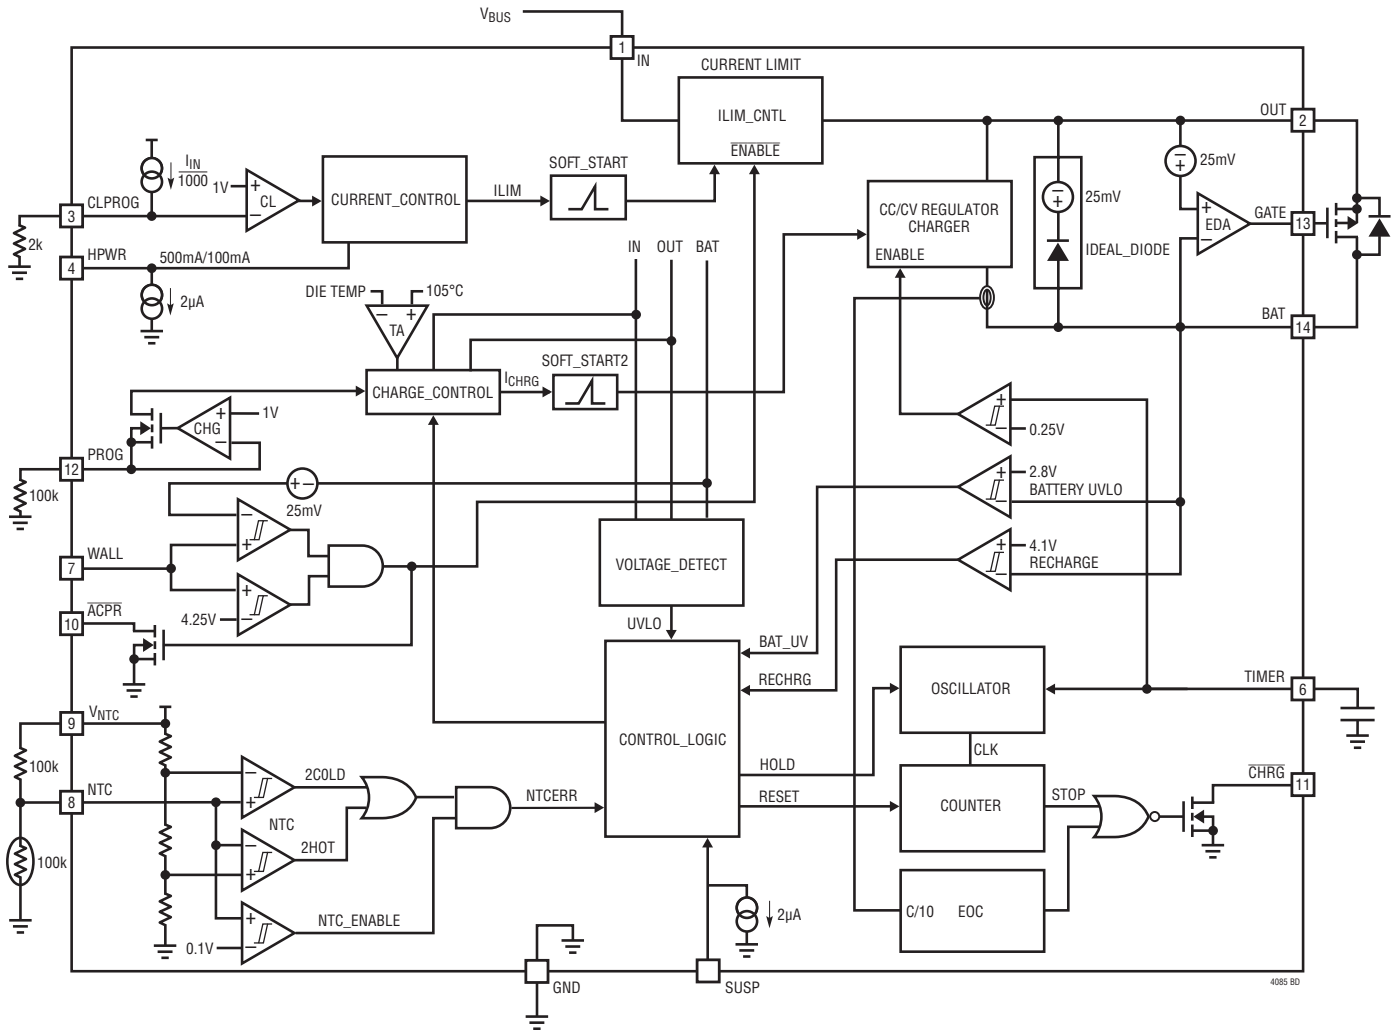 VBUS
1
IN
CURRENT LIMIT
ILIM_CNTL
ENABLE
OUT
2
IIN
1000
1V
+
CL
–
CURRENT_CONTROL
ILIM
SOFT_START
CLPROG
3
2k
HPWR
4
500mA/100mA
2µA
CC/CV REGULATOR
CHARGER
ENABLE
–
+
25mV
IDEAL_DIODE
–
+
25mV
+
EDA
–
GATE
13
BAT
14
IN OUT BAT
DIE TEMP
105°C
– +
TA
CHARGE_CONTROL
ICHRG
SOFT_START2
+
1V
CHG
–
PROG
12
100k
+ –
25mV
–
+
WALL
7
+
–
4.25V
ACPR
10
VOLTAGE_DETECT
UVLO
+
–
0.25V
+
2.8V
BATTERY UVLO
–
+
4.1V
RECHARGE
–
BAT_UV
RECHRG
CONTROL_LOGIC
HOLD
RESET
OSCILLATOR
CLK
COUNTER
STOP
C/10 EOC
TIMER
6
CHRG
11
VNTC
9
100k
NTC
8
100k
–
+
2COLD
NTC
–
+
2HOT
+
–
0.1V
NTC_ENABLE
NTCERR
2µA
GND
SUSP
4085 BD